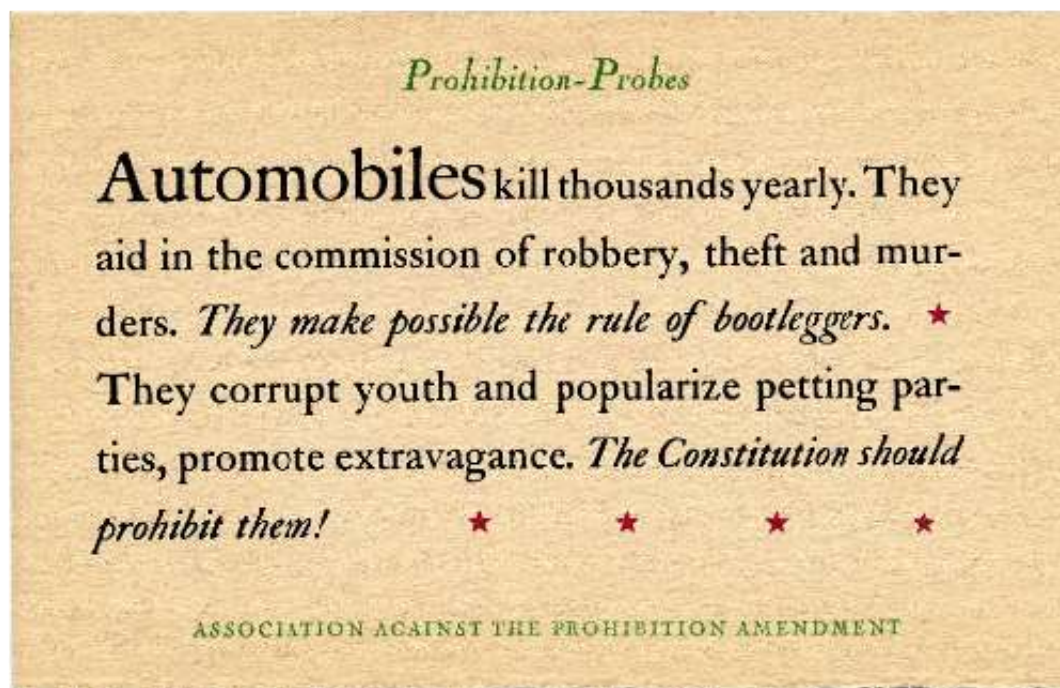 Prohibition-Probes
Automobiles kill thousands yearly. They
aid in the commission of robbery, theft and mur-
ders. They make possible the rule of bootleggers. ★
They corrupt youth and popularize petting par-
ties, promote extravagance. The Constitution should
prohibit them! ★ ★ ★ ★
ASSOCIATION AGAINST THE PROHIBITION AMENDMENT